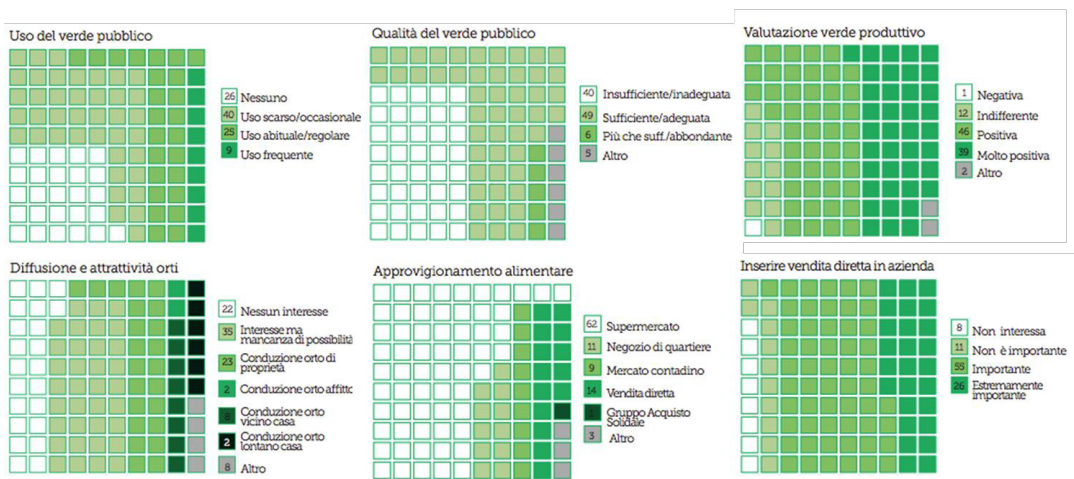 Uso del verde pubblico
26 Nessuno
40 Uso scarso/occasionale
25 Uso abituale/regolare
9 Uso frequente
Qualità del verde pubblico
40 Insufficiente/inadeguata
49 Sufficiente/adeguata
6 Più che suff./abbondante
5 Altro
Valutazione verde produttivo
1 Negativa
12 Indifferente
46 Positiva
39 Molto positiva
2 Altro
Diffusione e attrattività orti
22 Nessun interesse
35 Interesse ma
mancanza di possibilità
23 Conduzione orto di
proprietà
2 Conduzione orto affitto
8 Conduzione orto
vicino casa
2 Conduzione orto
lontano casa
8 Altro
Approvigionamento alimentare
62 Supermercato
11 Negozio di quartiere
9 Mercato contadino
14 Vendita diretta
1 Gruppo Acquisto
Solidale
3 Altro
Inserire vendita diretta in azienda
8 Non interessa
11 Non è importante
55 Importante
26 Estremamente
importante